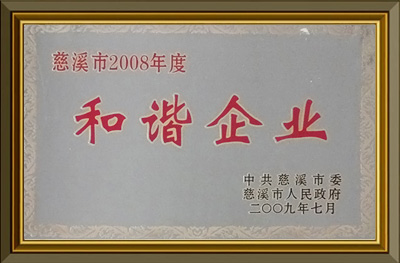 慈溪市2008年度
和谐企业
中共慈溪市委
慈溪市人民政府
二〇〇九年七月